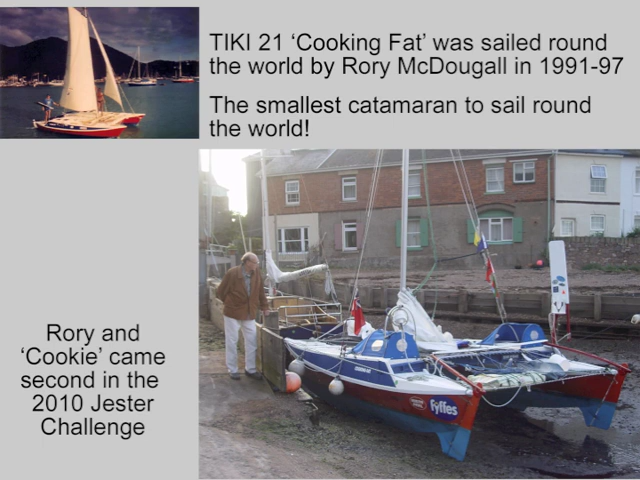 TIKI 21 ‘Cooking Fat’ was sailed round
the world by Rory McDougall in 1991-97
The smallest catamaran to sail round
the world!
Rory and
‘Cookie’ came
second in the
2010 Jester
Challenge
Fyffes